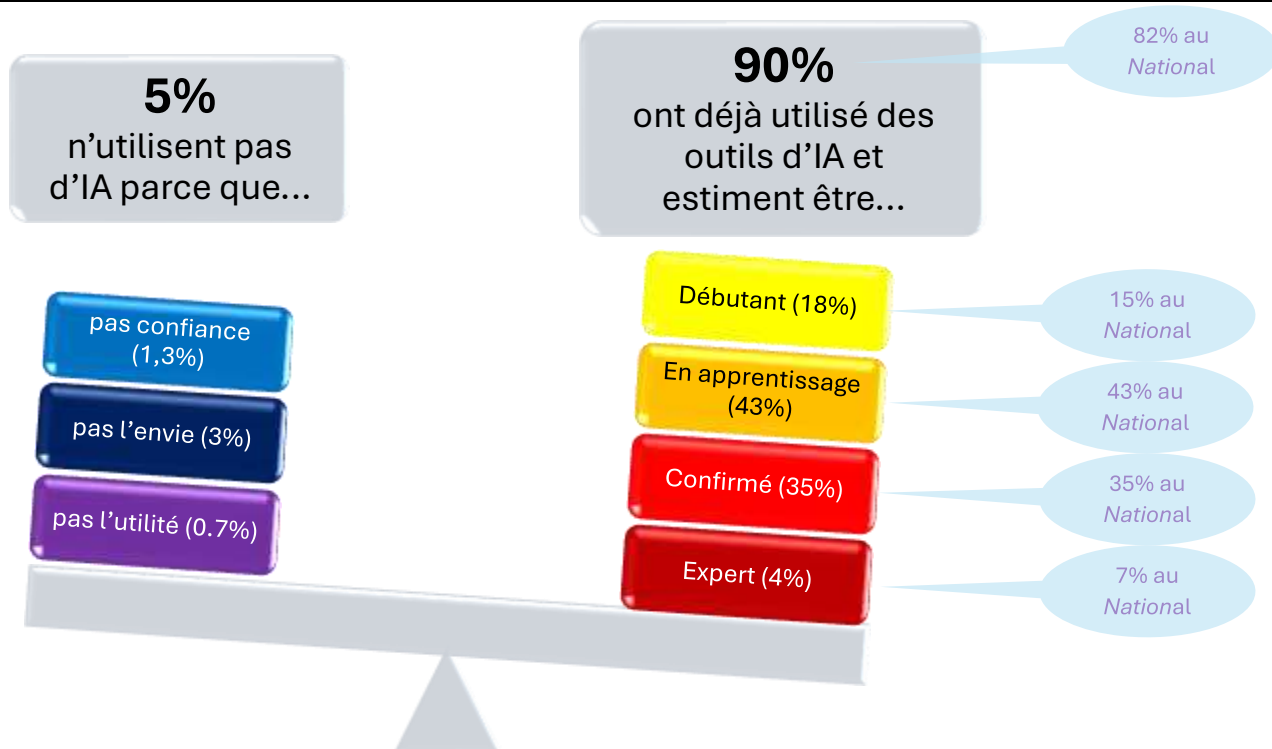 5%
n’utilisent pas
d’IA parce que...
pas confiance
(1,3%)
pas l’envie (3%)
pas l’utilité (0.7%)
90%
ont déjà utilisé des
outils d’IA et
estiment être...
82% au
National
Débutant (18%)
15% au
National
En apprentissage
(43%)
43% au
National
Confirmé (35%)
35% au
National
Expert (4%)
7% au
National